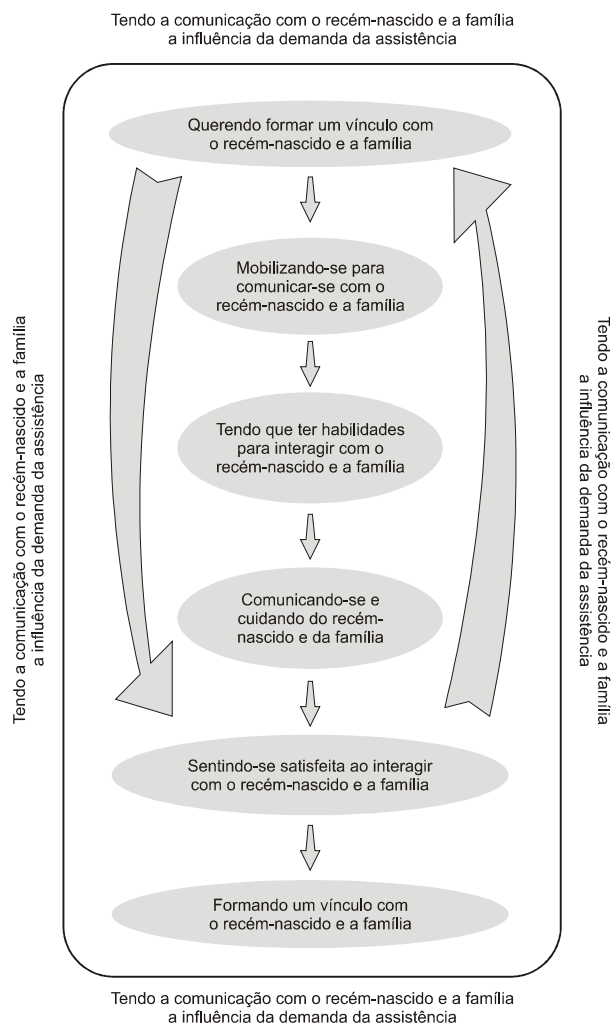 Tendo a comunicação com o recém-nascido e a família
a influência da demanda da assistência
Querendo formar um vínculo com
o recém-nascido e a família
Mobilizando-se para
comunicar-se com o
recém-nascido e a família
Tendo que ter habilidades
para interagir com o
recém-nascido e a família
Comunicando-se e
cuidando do recém-
nascido e da família
Sentindo-se satisfeita ao interagir
com o recém-nascido e a família
Formando um vínculo com
o recém-nascido e a família
Tendo a comunicação com o recém-nascido e a família
a influência da demanda da assistência
Tendo a comunicação com o recém-nascido e a família
a influência da demanda da assistência
Tendo a comunicação com o recém-nascido e a família
a influência da demanda da assistência